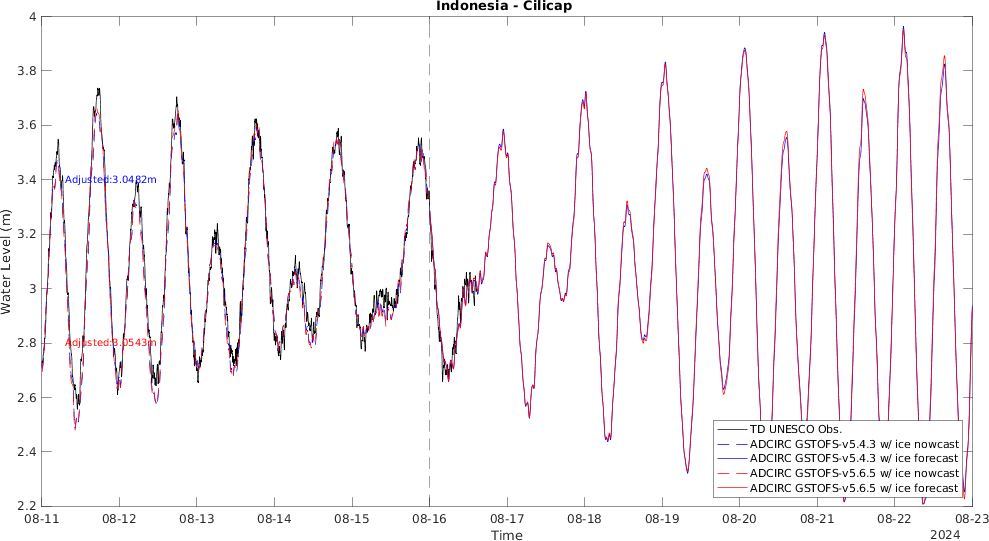 Indonesia - Cilicap
4
3.8
3.6
3.4
3.2
3
2.8
2.6
2.4
2.2
Water Level (m)
Adjusted:3.0482m
Adjusted:3.0543m
TD UNESCO Obs.
ADCIRC GSTOFS-v5.4.3 w/ ice nowcast
ADCIRC GSTOFS-v5.4.3 w/ ice forecast
ADCIRC GSTOFS-v5.6.5 w/ ice nowcast
ADCIRC GSTOFS-v5.6.5 w/ ice forecast
08-11 08-12 08-13 08-14 08-15 08-16 08-17 08-18 08-19 08-20 08-21 08-22 08-23
Time
2024